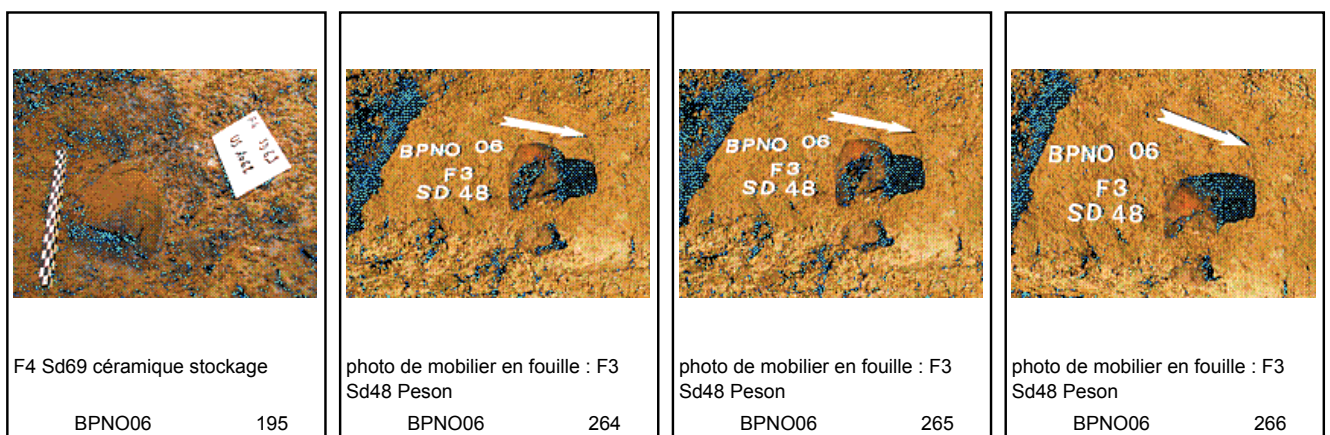 BPNO 06
F3
SD 48
BPNO 06
F3
SD 48
BPNO 06
F3
SD 48
F4 Sd69 céramique stockage
BPNO06 195
photo de mobilier en fouille : F3
Sd48 Peson
BPNO06 264
photo de mobilier en fouille : F3
Sd48 Peson
BPNO06 265
photo de mobilier en fouille : F3
Sd48 Peson
BPNO06 266